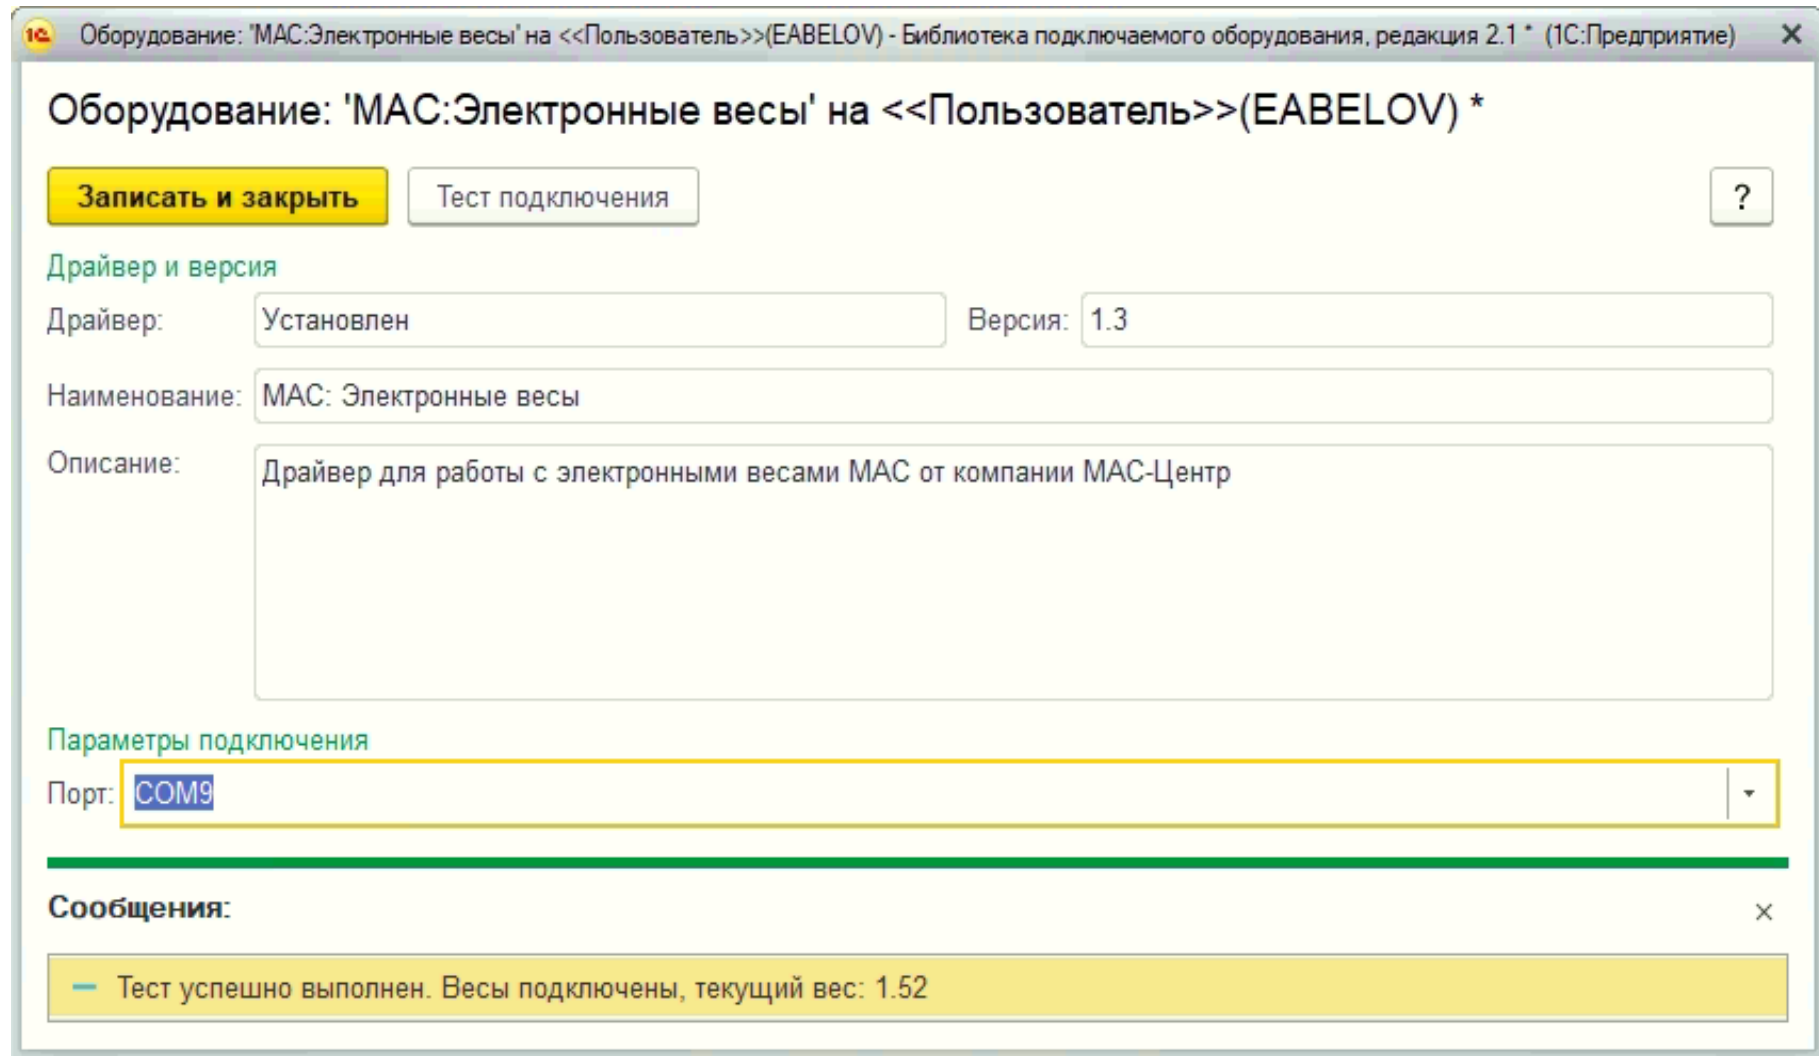 1С Оборудование: 'МАС:Электронные весы' на <<Пользователь>>(EABELOV) - Библиотека подключаемого оборудования, редакция 2.1 * (1С:Предприятие)
Оборудование: 'МАС:Электронные весы' на <<Пользователь>>(EABELOV) *
Записать и закрыть Тест подключения ?
Драйвер и версия
Драйвер: Установлен Версия: 1.3
Наименование: МАС: Электронные весы
Описание: Драйвер для работы с электронными весами МАС от компании МАС-Центр
Параметры подключения
Порт: COM9
Сообщения:
Тест успешно выполнен. Весы подключены, текущий вес: 1.52